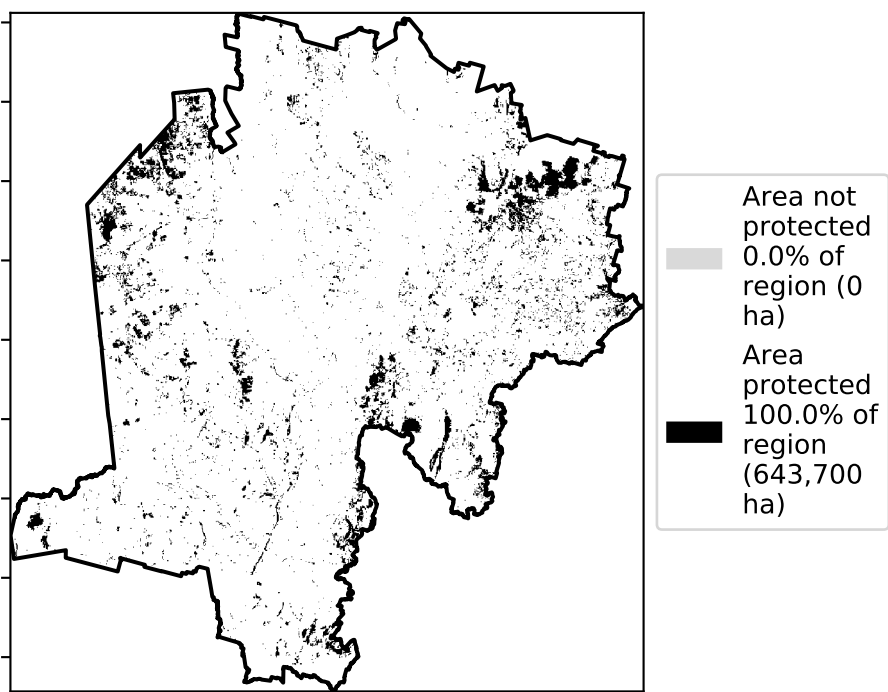 Area not
protected
0.0% of
region (0
ha)
Area
protected
100.0% of
region
(643,700
ha)